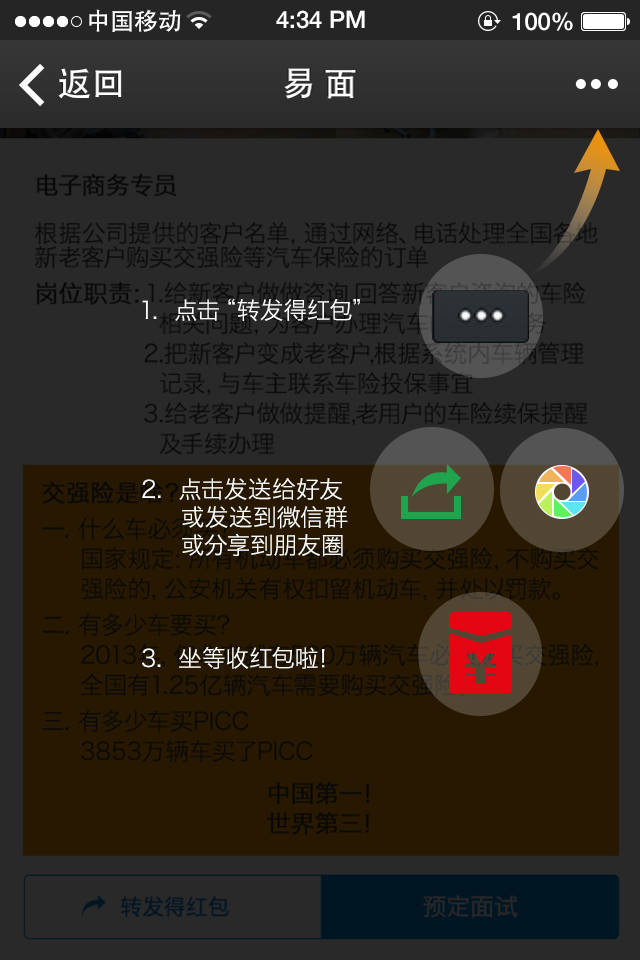 中国移动 4:34 PM 100%
返回 易面
电子商务专员
根据公司提供的客户名单, 通过网络、电话处理全国各地
新老客户购买交强险等汽车保险的订单
岗位职责: 1.给新客户做做咨询,回答新客户咨询的车险
1. 点击“转发得红包”
相关问题, 为客户办理汽车
2.把新客户变成老客户,根据系统内车辆管理
记录, 与车主联系车险投保事宜
3.给老客户做做提醒,老用户的车险续保提醒
及手续办理
交强险是啥?
2. 点击发送给好友
或发送到微信群
或分享到朋友圈
一. 什么车必须
国家规定: 所有机动车都必须购买交强险, 不购买交
强险的, 公安机关有权扣留机动车, 并处以罚款。
二. 有多少车要买?
3. 坐等收红包啦!
2013年, 万辆汽车必 买交强险,
全国有1.25亿辆汽车需要购买交强险
三. 有多少车买PICC
3853万辆车买了PICC
中国第一!
世界第三!
转发得红包 预定面试